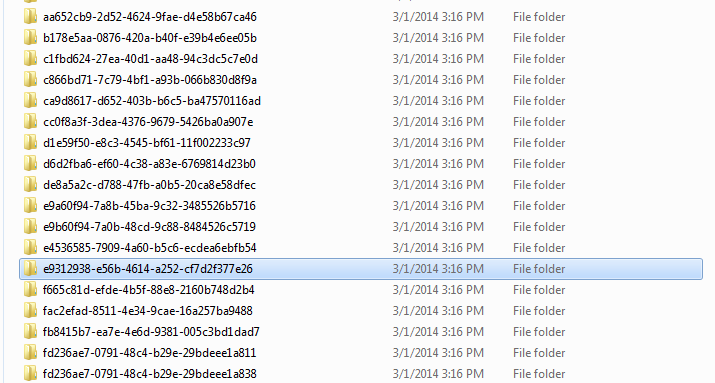 aa652cb9-2d52-4624-9fae-d4e58b67ca46 3/1/2014 3:16 PM File folder
b178e5aa-0876-420a-b40f-e39b4e6ee05b 3/1/2014 3:16 PM File folder
c1fbd624-27ea-40d1-aa48-94c3dc5c7e0d 3/1/2014 3:16 PM File folder
c866bd71-7c79-4bf1-a93b-066b830d8f9a 3/1/2014 3:16 PM File folder
ca9d8617-d652-403b-b6c5-ba47570116ad 3/1/2014 3:16 PM File folder
cc0f8a3f-3dea-4376-9679-5426ba0a907e 3/1/2014 3:16 PM File folder
d1e59f50-e8c3-4545-bf61-11f002233c97 3/1/2014 3:16 PM File folder
d6d2fba6-ef60-4c38-a83e-6769814d23b0 3/1/2014 3:16 PM File folder
de8a5a2c-d788-47fb-a0b5-20ca8e58dfec 3/1/2014 3:16 PM File folder
e9a60f94-7a8b-45ba-9c32-3485526b5716 3/1/2014 3:16 PM File folder
e9b60f94-7a0b-48cd-9c88-8484526c5719 3/1/2014 3:16 PM File folder
e4536585-7909-4a60-b5c6-ecdea6ebfb54 3/1/2014 3:16 PM File folder
e9312938-e56b-4614-a252-cf7d2f377e26 3/1/2014 3:16 PM File folder
f665c81d-efde-4b5f-88e8-2160b748d2b4 3/1/2014 3:16 PM File folder
fac2efad-8511-4e34-9cae-16a257ba9488 3/1/2014 3:16 PM File folder
fb8415b7-ea7e-4e6d-9381-005c3bd1dad7 3/1/2014 3:16 PM File folder
fd236ae7-0791-48c4-b29e-29bdeee1a811 3/1/2014 3:16 PM File folder
fd236ae7-0791-48c4-b29e-29bdeee1a838 3/1/2014 3:16 PM File folder